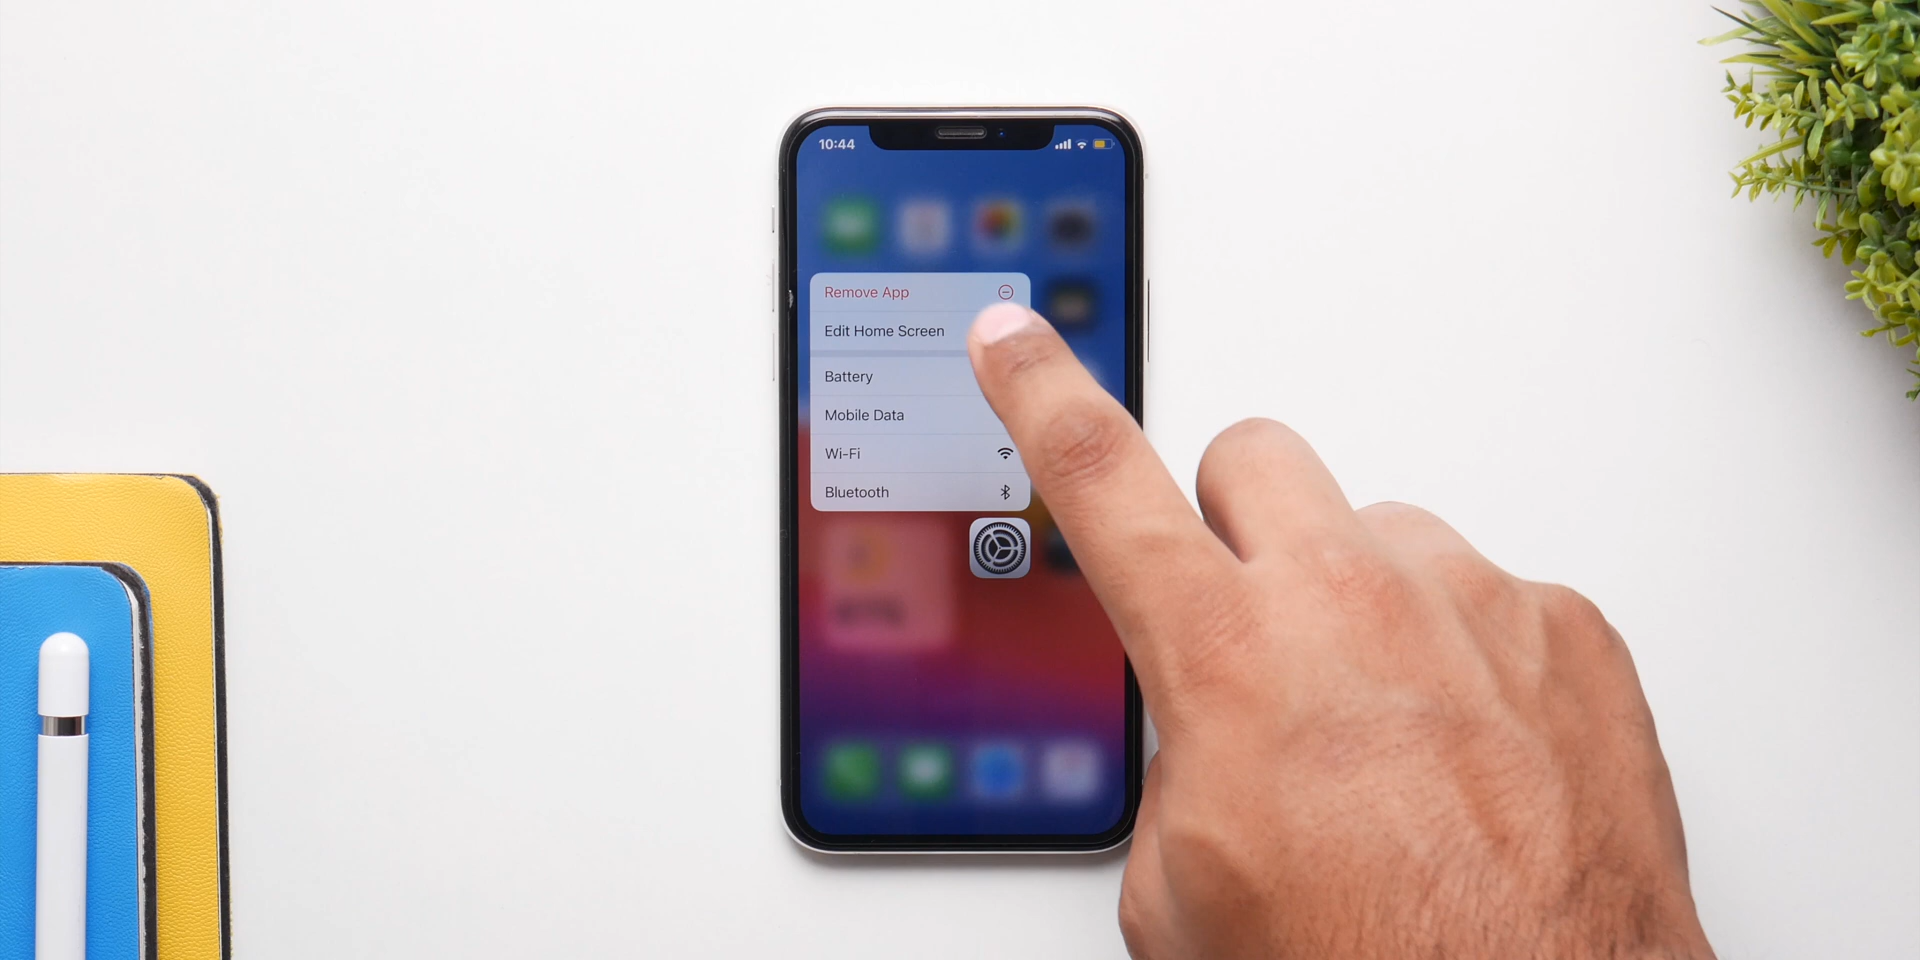 10:44
Remove App
Edit Home Screen
Battery
Mobile Data
Wi-Fi
Bluetooth